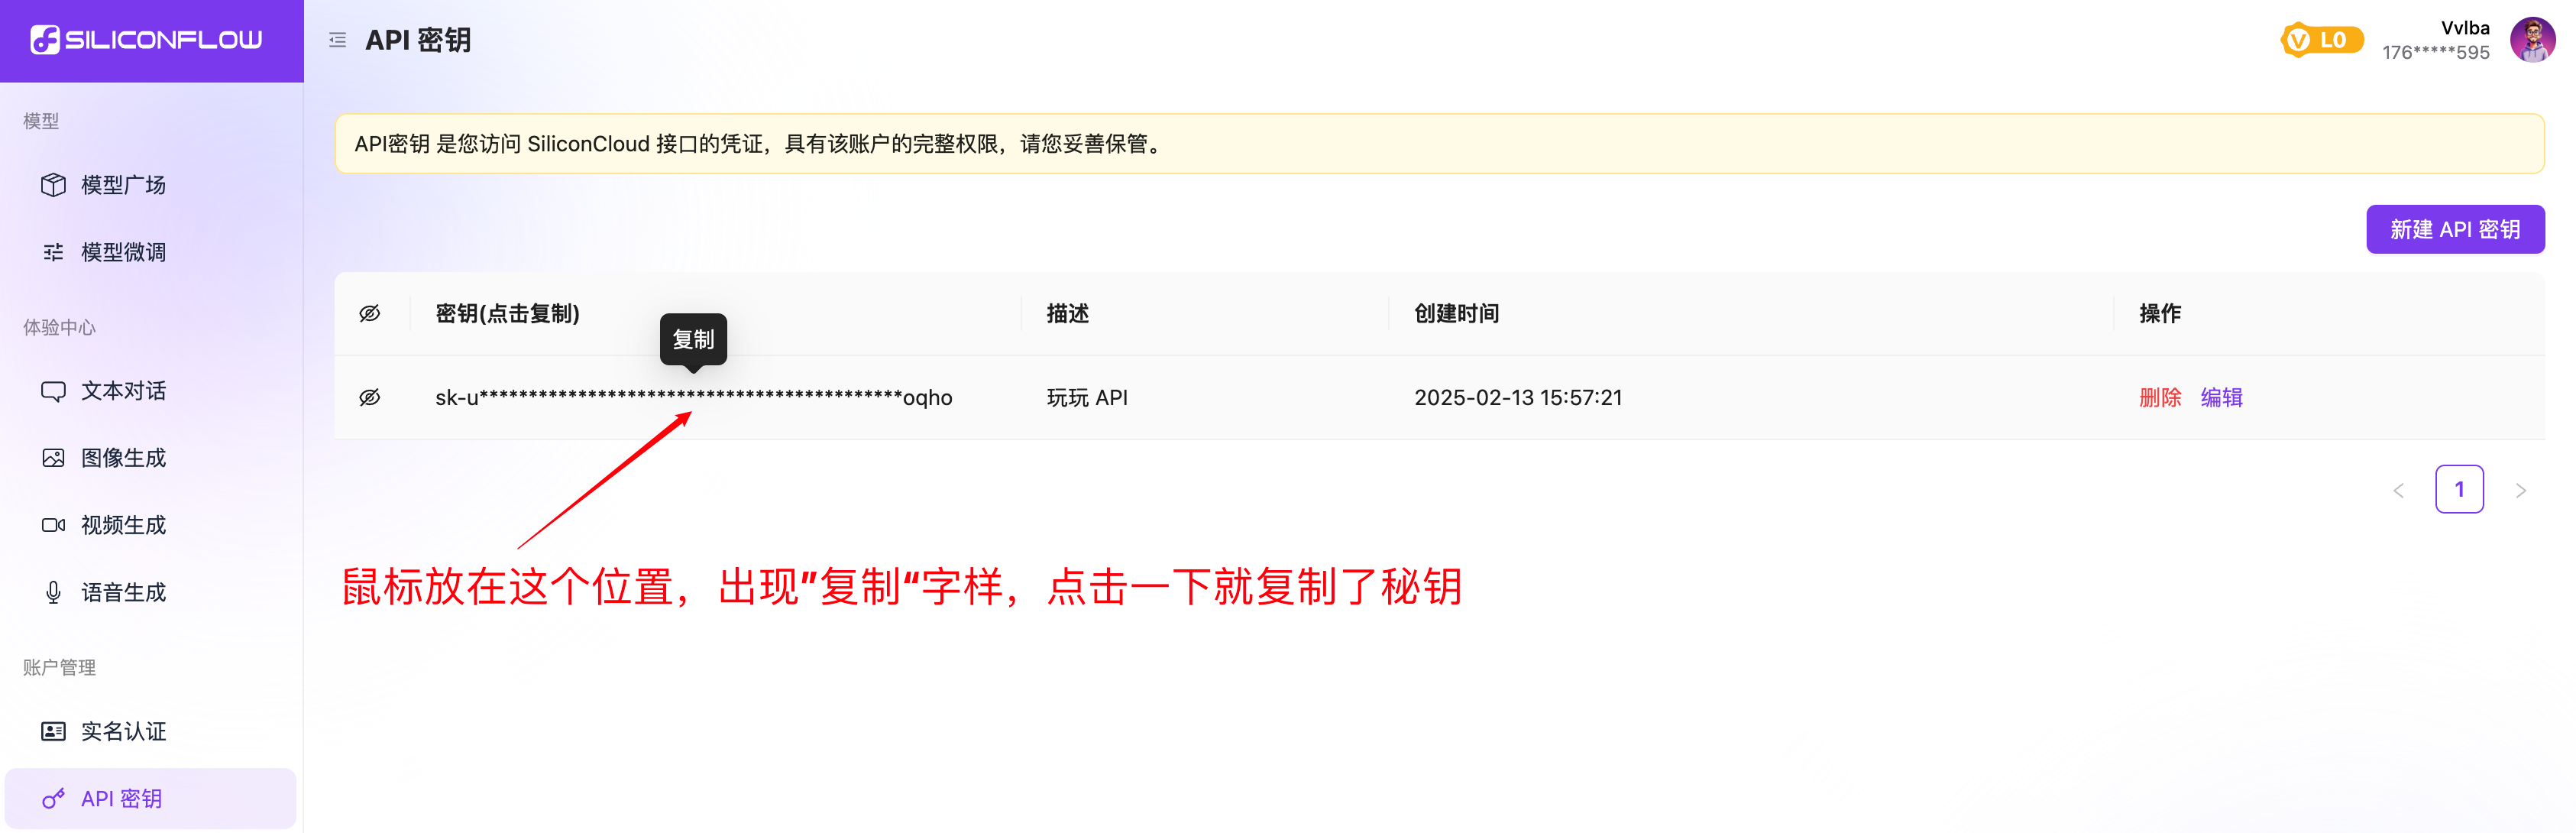 SILICONFLOW
API 密钥
V L0
Vvlba
176*****595
模型
模型广场
模型微调
体验中心
文本对话
图像生成
视频生成
语音生成
账户管理
实名认证
API 密钥
API密钥 是您访问 SiliconCloud 接口的凭证，具有该账户的完整权限，请您妥善保管。
新建 API 密钥
密钥(点击复制) 描述 创建时间 操作
复制
sk-u*******************************************oqho 玩玩 API 2025-02-13 15:57:21 删除 编辑
< 1 >
鼠标放在这个位置，出现”复制“字样，点击一下就复制了秘钥